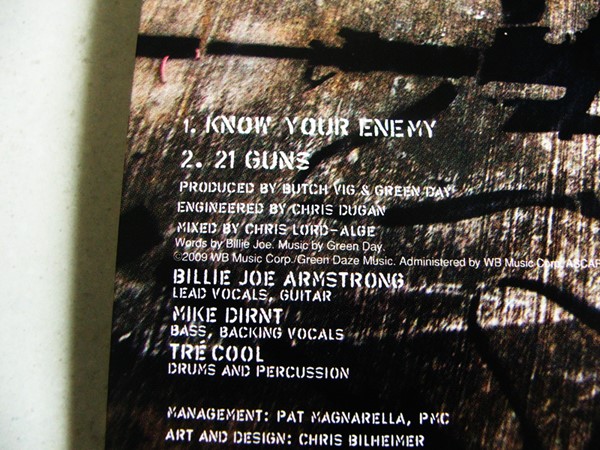 1. KNOW YOUR ENEMY
2. 21 GUNS
PRODUCED BY BUTCH VIG & GREEN DAY
ENGINEERED BY CHRIS DUGAN
MIXED BY CHRIS LORD-ALGE
Words by Billie Joe. Music by Green Day.
©2009 WB Music Corp./Green Daze Music. Administered by WB Music Corp. ASCAP
BILLIE JOE ARMSTRONG
LEAD VOCALS, GUITAR
MIKE DIRNT
BASS, BACKING VOCALS
TRÉ COOL
DRUMS AND PERCUSSION
MANAGEMENT: PAT MAGNARELLA, PMC
ART AND DESIGN: CHRIS BILHEIMER